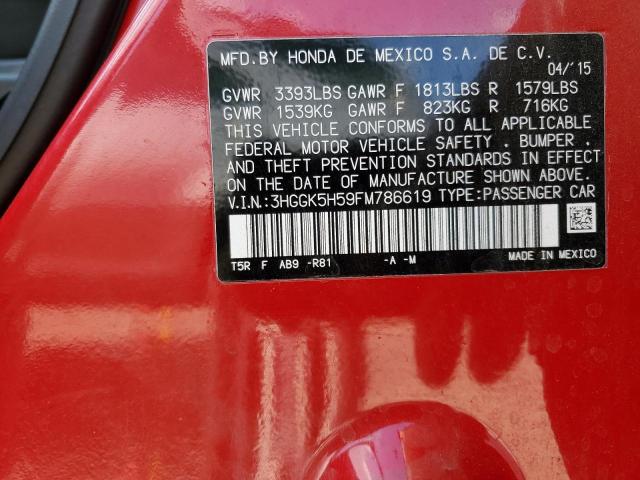 MFD.BY HONDA DE MEXICO S.A. DE C.V.
04/'15
GVWR 3393LBS GAWR F 1813LBS R 1579LBS
GVWR 1539KG GAWR F 823KG R 716KG
THIS VEHICLE CONFORMS TO ALL APPLICABLE
FEDERAL MOTOR VEHICLE SAFETY . BUMPER .
AND THEFT PREVENTION STANDARDS IN EFFECT
ON THE DATE OF MANUFACTURE SHOWN ABOVE.
V.I.N.:3HGGK5H59FM786619 TYPE:PASSENGER CAR
T5R F AB9 -R81 -A -M MADE IN MEXICO